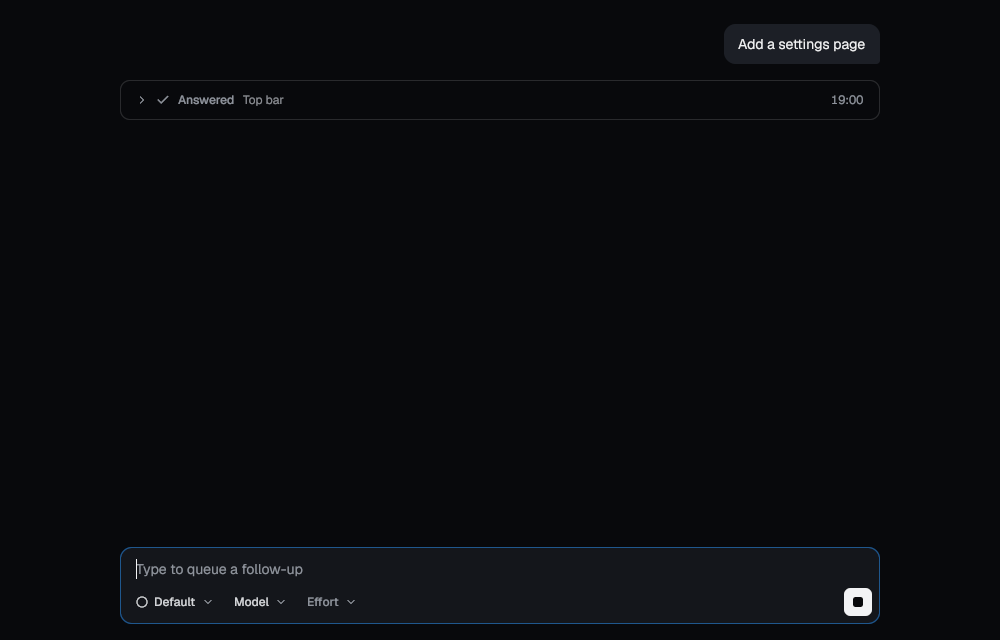 Add a settings page
Answered Top bar 19:00
Type to queue a follow-up
Default Model Effort